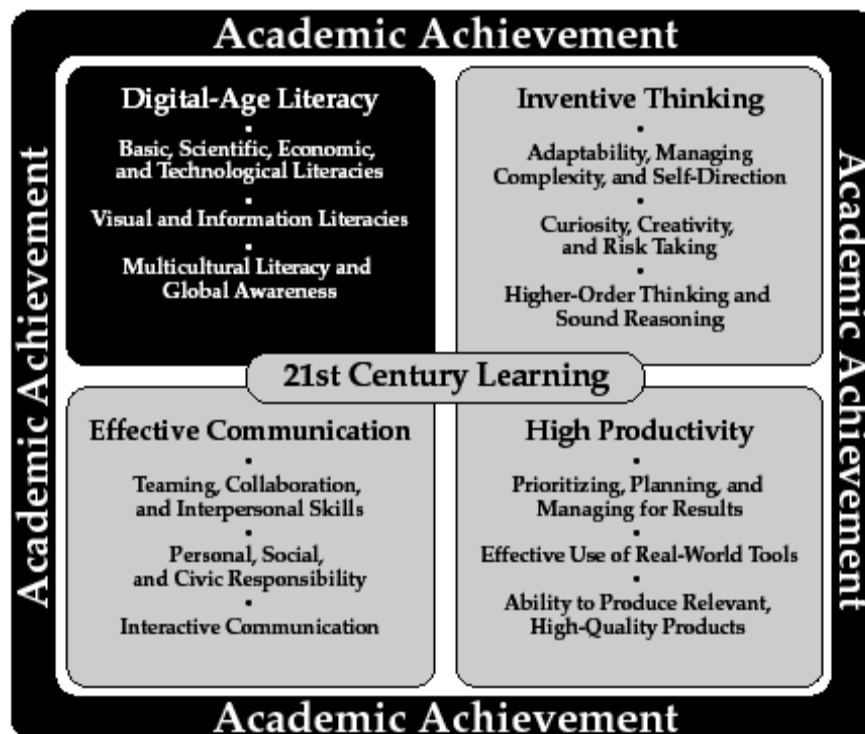 Academic Achievement
Academic Achievement
Digital-Age Literacy
•
Basic, Scientific, Economic,
and Technological Literacies
•
Visual and Information Literacies
•
Multicultural Literacy and
Global Awareness
Inventive Thinking
•
Adaptability, Managing
Complexity, and Self-Direction
•
Curiosity, Creativity,
and Risk Taking
•
Higher-Order Thinking and
Sound Reasoning
Academic Achievement
21st Century Learning
Effective Communication
•
Teaming, Collaboration,
and Interpersonal Skills
•
Personal, Social,
and Civic Responsibility
•
Interactive Communication
High Productivity
•
Prioritizing, Planning, and
Managing for Results
•
Effective Use of Real-World Tools
•
Ability to Produce Relevant,
High-Quality Products
Academic Achievement